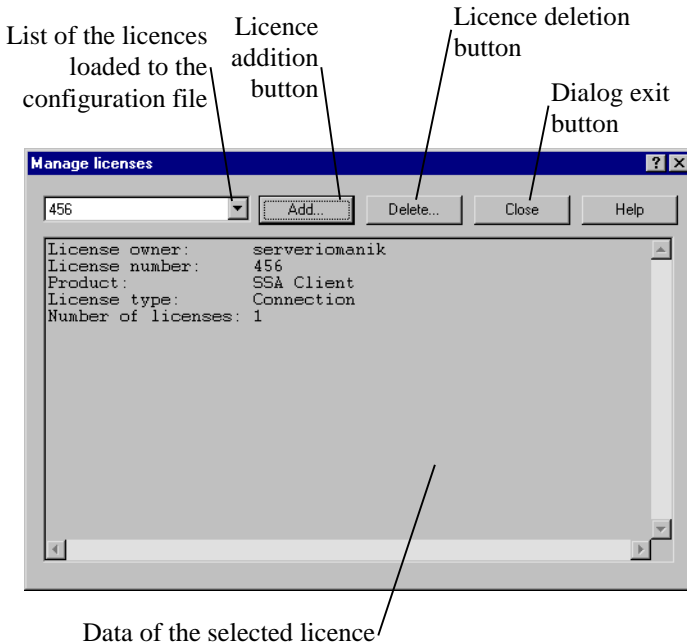 List of the licences
loaded to the
configuration file
Licence
addition
button
Licence deletion
button
Dialog exit
button
Manage licenses
456
Add...
Delete...
Close
Help
License owner: serveriomanik
License number: 456
Product: SSA Client
License type: Connection
Number of licenses: 1
Data of the selected licence